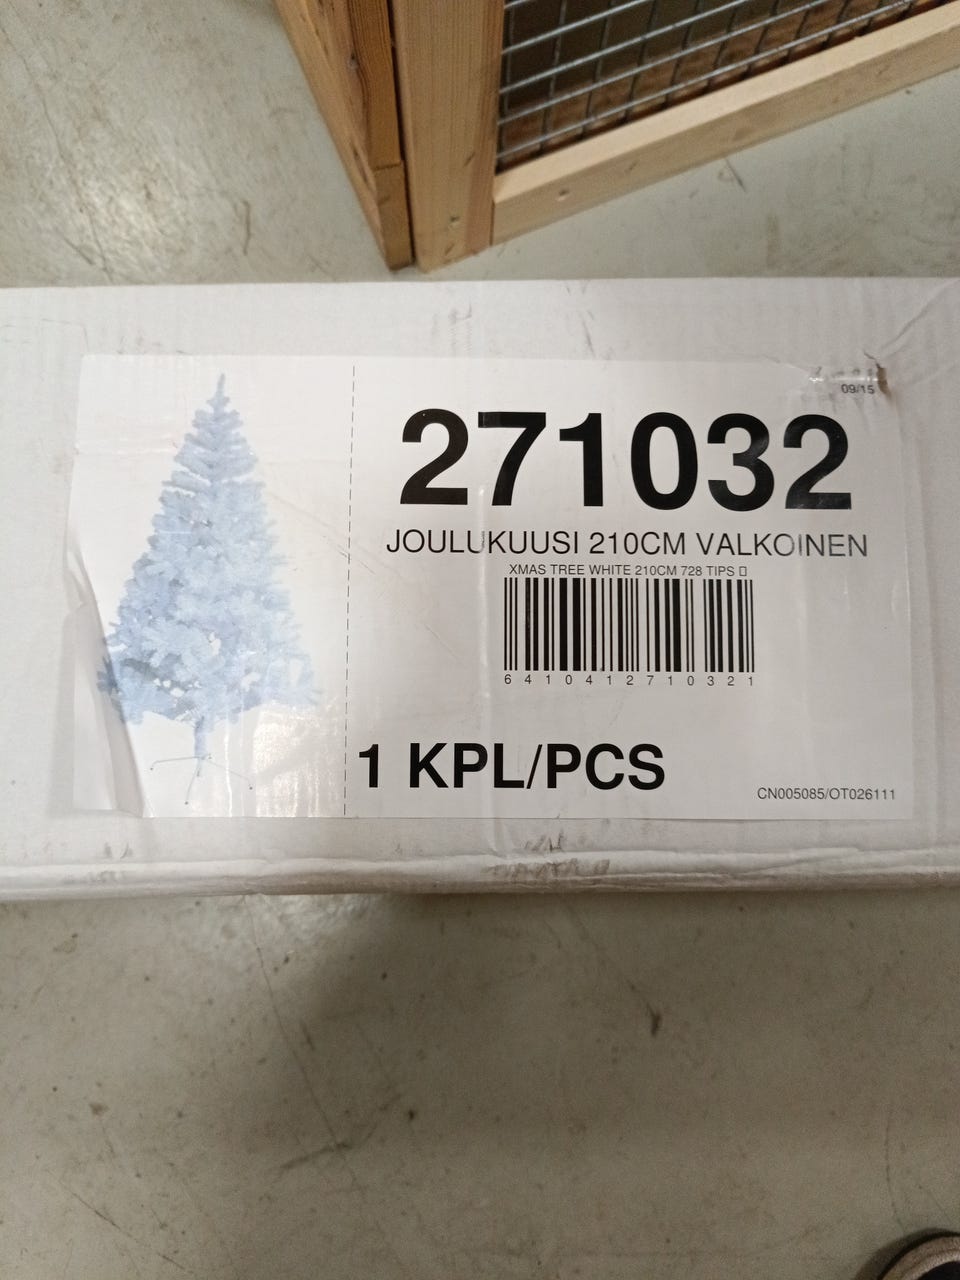 09/15
271032
JOULUKUUSI 210CM VALKOINEN
XMAS TREE WHITE 210CM 728 TIPS
6410412710321
1 KPL/PCS
CN005085/OT026111